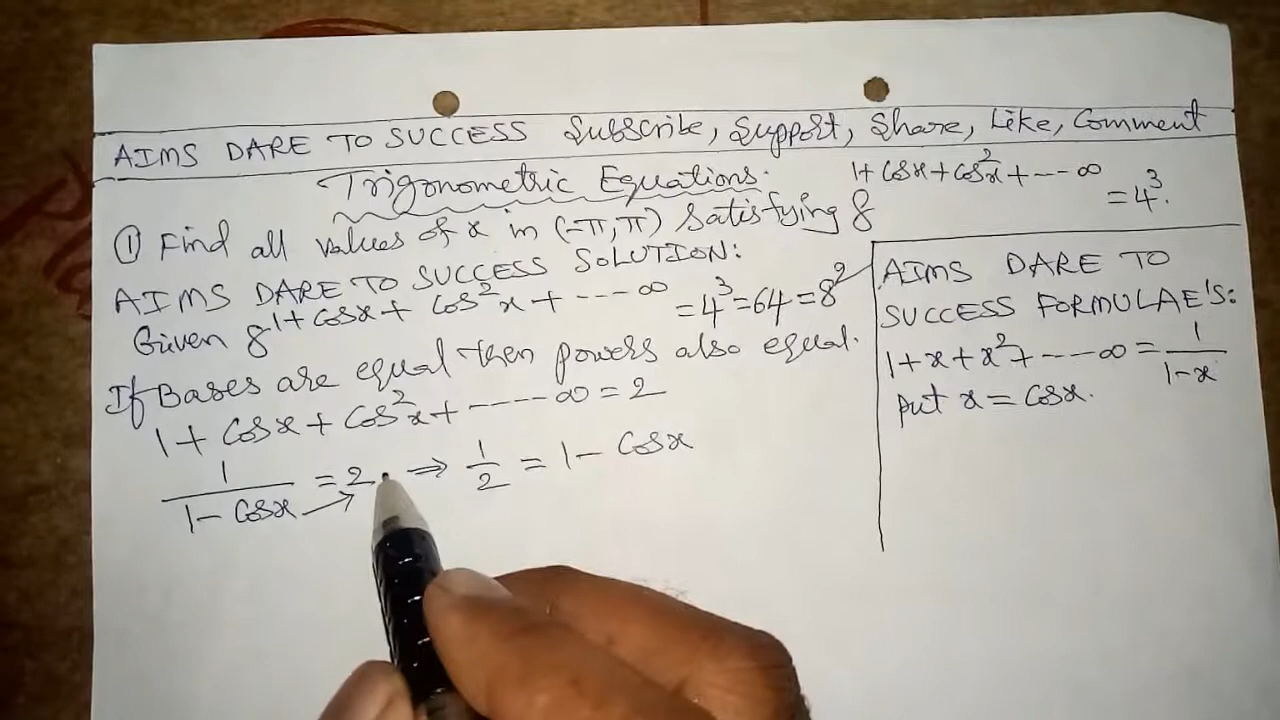 AIMS DARE TO SUCCESS Subscribe, Support, Share, Like, Comment
Trigonometric Equations.
① Find all values of x in (-π, π) satisfying 8^{1 + cosx + cos²x + ---- ∞} = 4³.
AIMS DARE TO SUCCESS SOLUTION:
Given 8^{1 + cosx + cos²x + ---- ∞} = 4³ = 64 = 8²
If Bases are equal then powers also equal.
1 + cosx + cos²x + ----- ∞ = 2
1/(1 - cosx) = 2 ⇒ 1/2 = 1 - cosx
AIMS DARE TO
SUCCESS FORMULAE'S:
1 + x + x² + ---- ∞ = 1/(1-x)
put x = cosx.